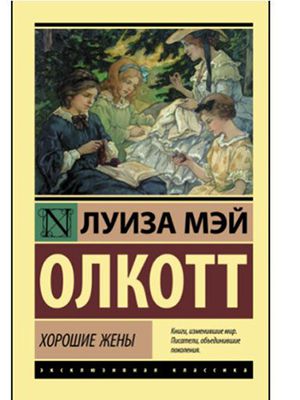 N ЛУИЗА МЭЙ
ОЛКОТТ
ХОРОШИЕ ЖЕНЫ
Книги, изменившие мир.
Писатели, объединившие
поколения.
эксклюзивная классика